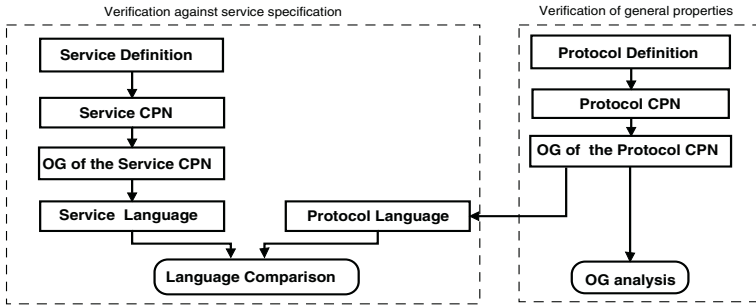 Verification against service specification
Service Definition
Service CPN
OG of the Service CPN
Service Language
Protocol Language
Language Comparison
Verification of general properties
Protocol Definition
Protocol CPN
OG of the Protocol CPN
OG analysis